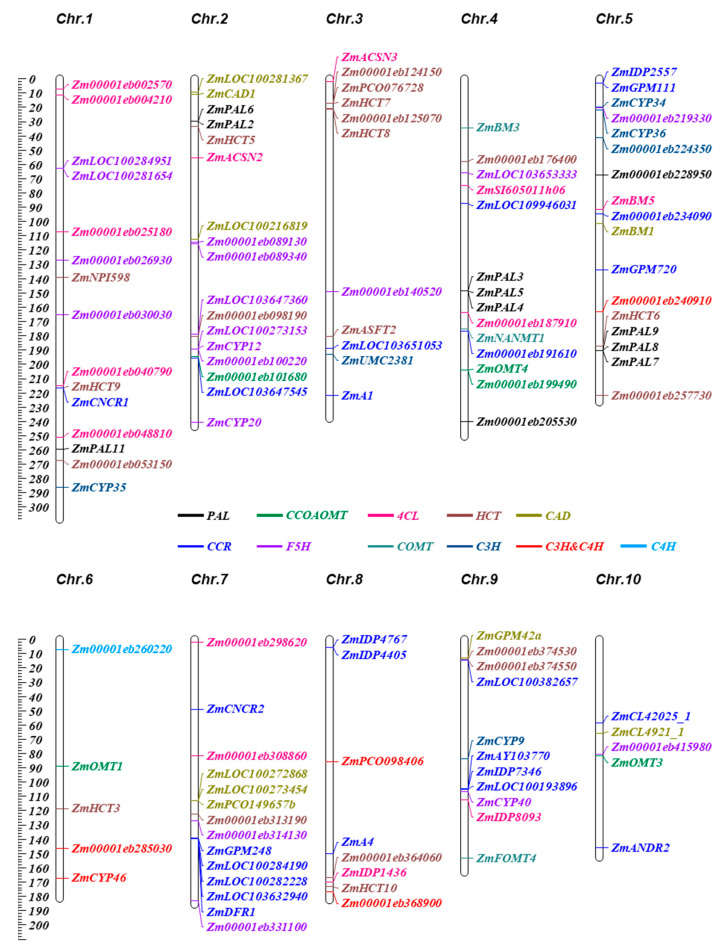 Chr.1
Chr.2
Chr.3
Chr.4
Chr.5
0
10
20
30
40
50
60
70
80
90
100
110
120
130
140
150
160
170
180
190
200
210
220
230
240
250
260
270
280
290
300
Zm00001eb002570
Zm00001eb004210
ZmLOC100284951
ZmLOC100281654
Zm00001eb025180
Zm00001eb026930
ZmNPI598
Zm00001eb030030
Zm00001eb040790
ZmHCT9
ZmCNCR1
Zm00001eb048810
ZmPAL11
Zm00001eb053150
ZmCYP35
ZmLOC100281367
ZmCAD1
ZmPAL6
ZmPAL2
ZmHCT5
ZmACSN2
ZmLOC100216819
Zm00001eb089130
Zm00001eb089340
ZmLOC103647360
Zm00001eb098190
ZmLOC100273153
ZmCYP12
Zm00001eb100220
Zm00001eb101680
ZmLOC103647545
ZmCYP20
ZmACSN3
Zm00001eb124150
ZmPCO076728
ZmHCT7
Zm00001eb125070
ZmHCT8
Zm00001eb140520
ZmASFT2
ZmLOC103651053
ZmUMC2381
ZmA1
ZmBM3
Zm00001eb176400
ZmLOC103653333
ZmSI605011h06
ZmLOC109946031
ZmPAL3
ZmPAL5
ZmPAL4
Zm00001eb187910
ZmNANMT1
Zm00001eb191610
ZmOMT4
Zm00001eb199490
Zm00001eb205530
ZmIDP2557
ZmGPM111
ZmCYP34
Zm00001eb219330
ZmCYP36
Zm00001eb224350
Zm00001eb228950
ZmBM5
Zm00001eb234090
ZmBM1
ZmGPM720
Zm00001eb240910
ZmHCT6
ZmPAL9
ZmPAL8
ZmPAL7
Zm00001eb257730
PAL
CCOAOMT
4CL
HCT
CAD
CCR
F5H
COMT
C3H
C3H&C4H
C4H
Chr.6
Chr.7
Chr.8
Chr.9
Chr.10
0
10
20
30
40
50
60
70
80
90
100
110
120
130
140
150
160
170
180
190
200
Zm00001eb260220
ZmOMT1
ZmHCT3
Zm00001eb285030
ZmCYP46
Zm00001eb298620
ZmCNCR2
Zm00001eb308860
ZmLOC100272868
ZmLOC100273454
ZmPCO149657b
Zm00001eb313190
Zm00001eb314130
ZmGPM248
ZmLOC100284190
ZmLOC100282228
ZmLOC103632940
ZmDFR1
Zm00001eb331100
ZmIDP4767
ZmIDP4405
ZmPCO098406
ZmA4
Zm00001eb364060
ZmIDP1436
ZmHCT10
Zm00001eb368900
ZmGPM42a
Zm00001eb374530
Zm00001eb374550
ZmLOC100382657
ZmCYP9
ZmAY103770
ZmIDP7346
ZmLOC100193896
ZmCYP40
ZmIDP8093
ZmFOMT4
ZmCL42025_1
ZmCL4921_1
Zm00001eb415980
ZmOMT3
ZmANDR2